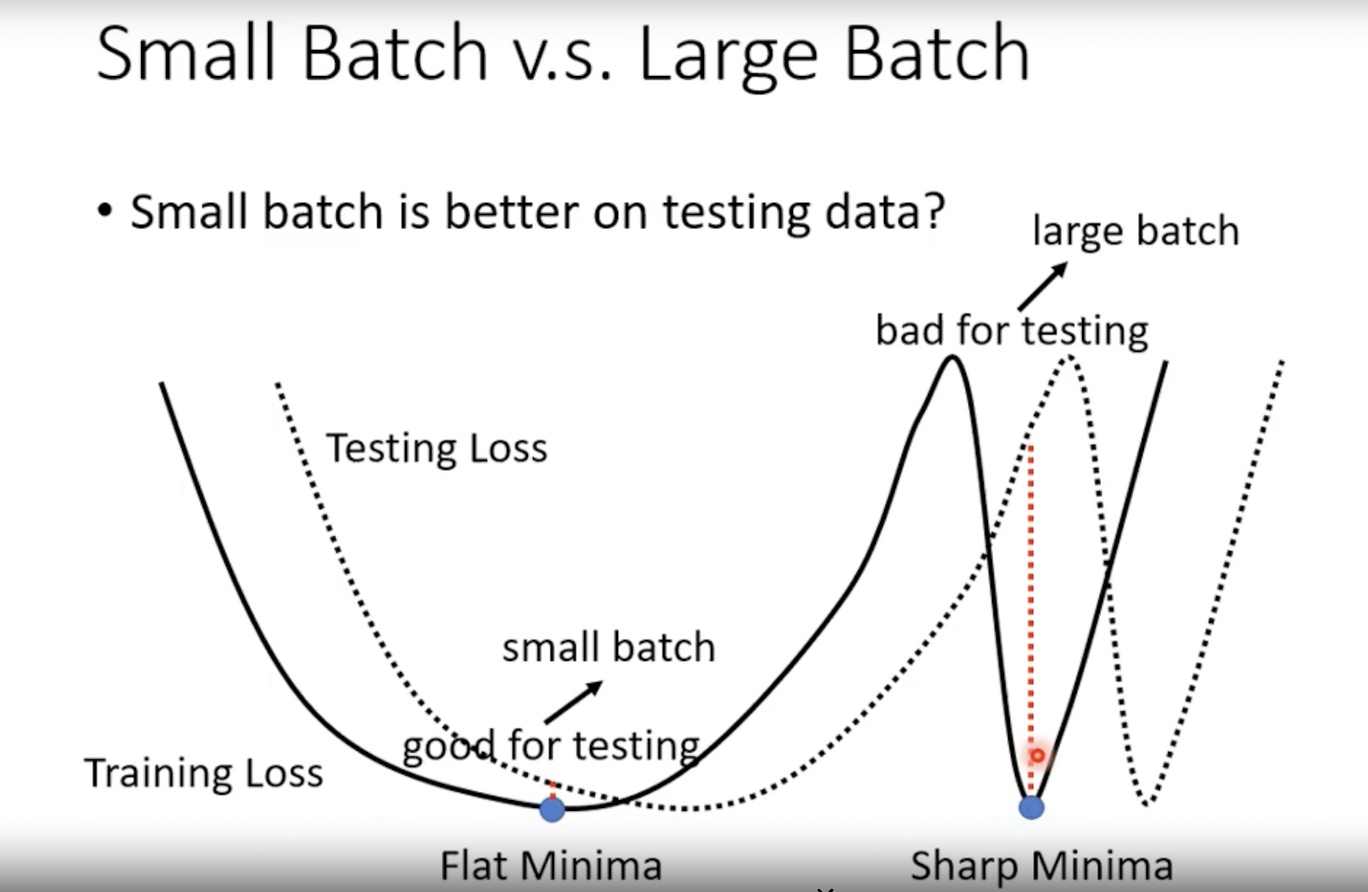 Small Batch v.s. Large Batch
• Small batch is better on testing data?
large batch
bad for testing
Testing Loss
small batch
good for testing
Training Loss
Flat Minima
Sharp Minima